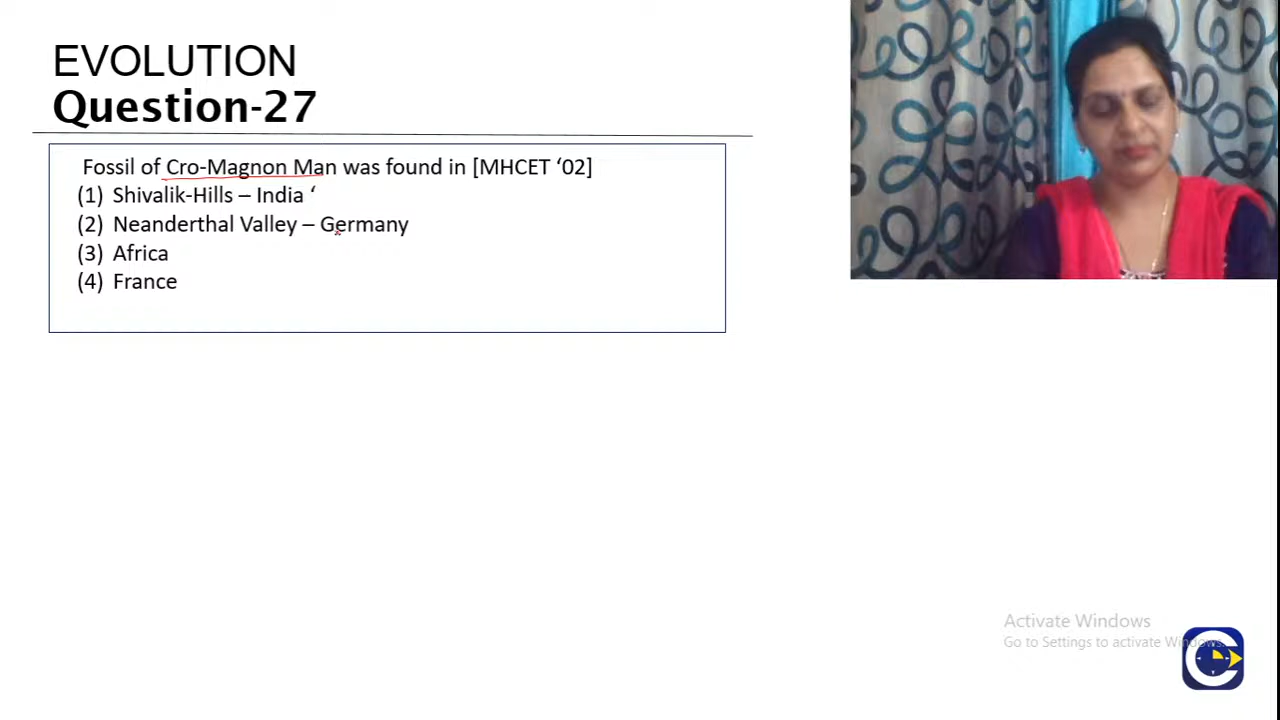 EVOLUTION
Question-27
Fossil of Cro-Magnon Man was found in [MHCET ‘02]
(1) Shivalik-Hills – India ‘
(2) Neanderthal Valley – Germany
(3) Africa
(4) France
Activate Windows
Go to Settings to activate Windows.